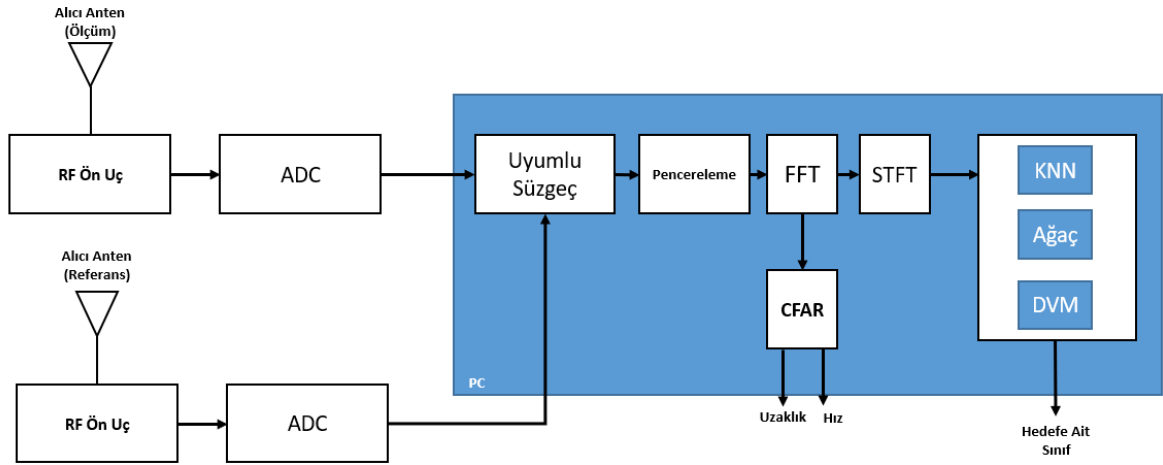 Alıcı Anten
(Ölçüm)
RF Ön Uç
ADC
Uyumlu
Süzgeç
Pencereleme
FFT
STFT
KNN
Ağaç
DVM
CFAR
PC
Uzaklık
Hız
Hedefe Ait
Sınıf
Alıcı Anten
(Referans)
RF Ön Uç
ADC